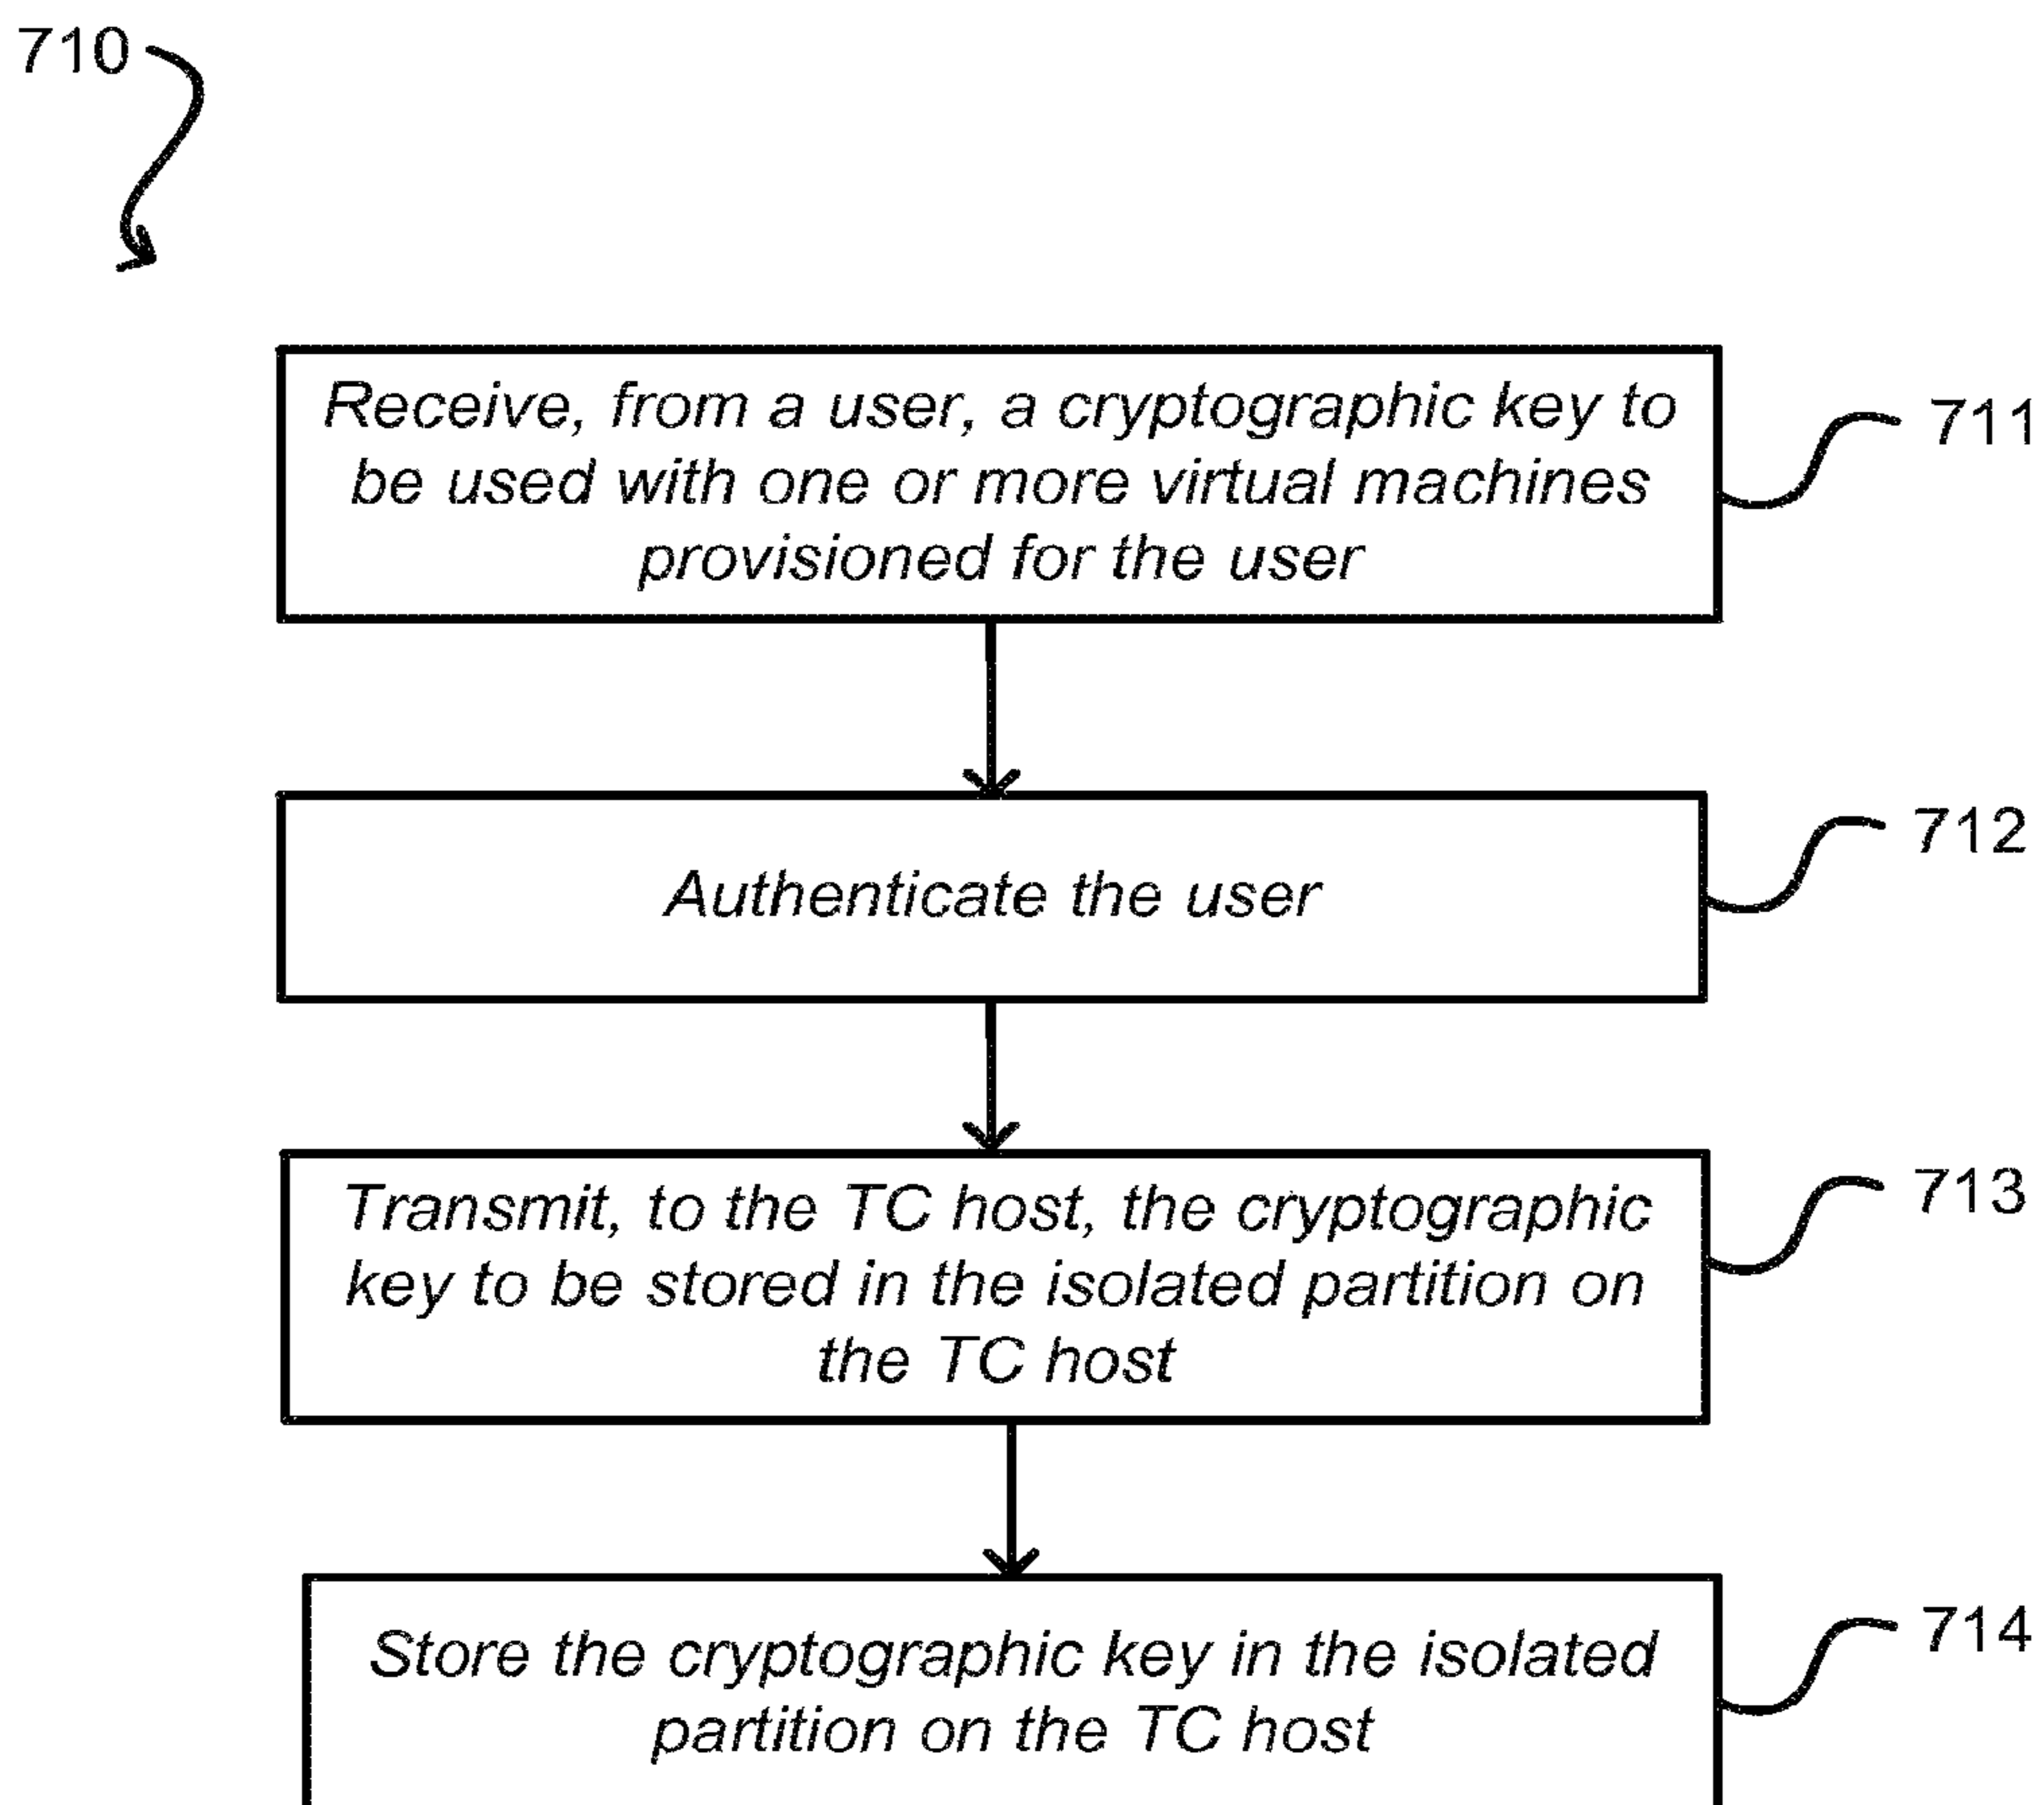 710
Receive, from a user, a cryptographic key to
be used with one or more virtual machines
provisioned for the user
711
Authenticate the user
712
Transmit, to the TC host, the cryptographic
key to be stored in the isolated partition on
the TC host
713
Store the cryptographic key in the isolated
partition on the TC host
714